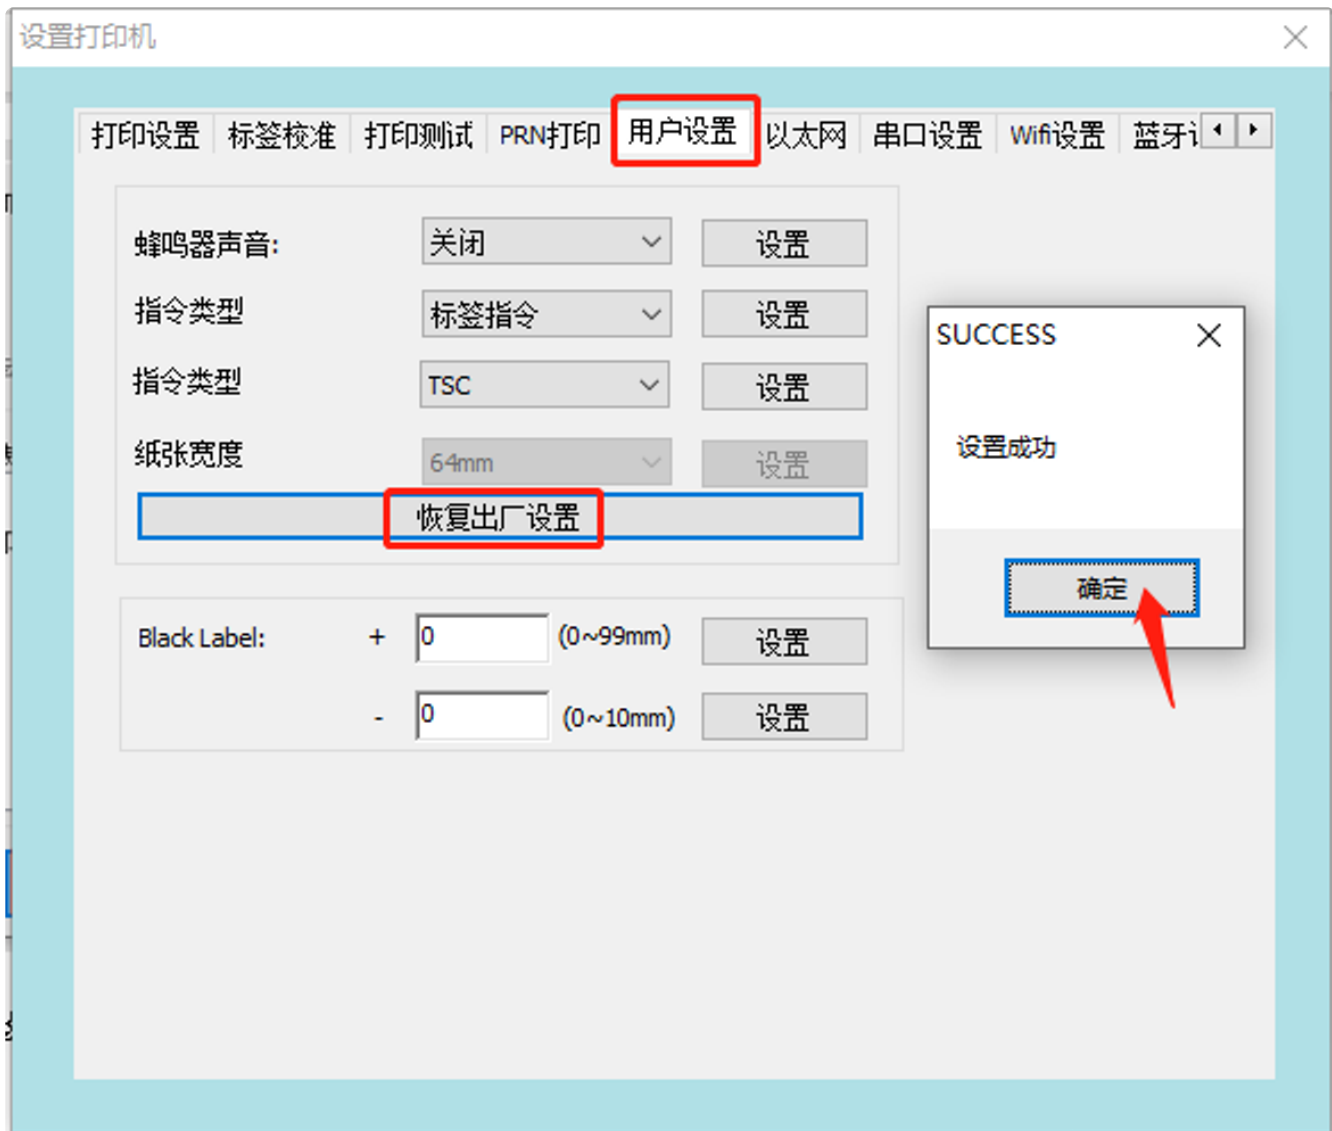 设置打印机
打印设置 标签校准 打印测试 PRN打印 用户设置 以太网 串口设置 Wifi设置 蓝牙
蜂鸣器声音: 关闭 设置
指令类型 标签指令 设置
指令类型 TSC 设置
纸张宽度 64mm 设置
恢复出厂设置
SUCCESS
设置成功
确定
Black Label: + 0 (0~99mm) 设置
- 0 (0~10mm) 设置